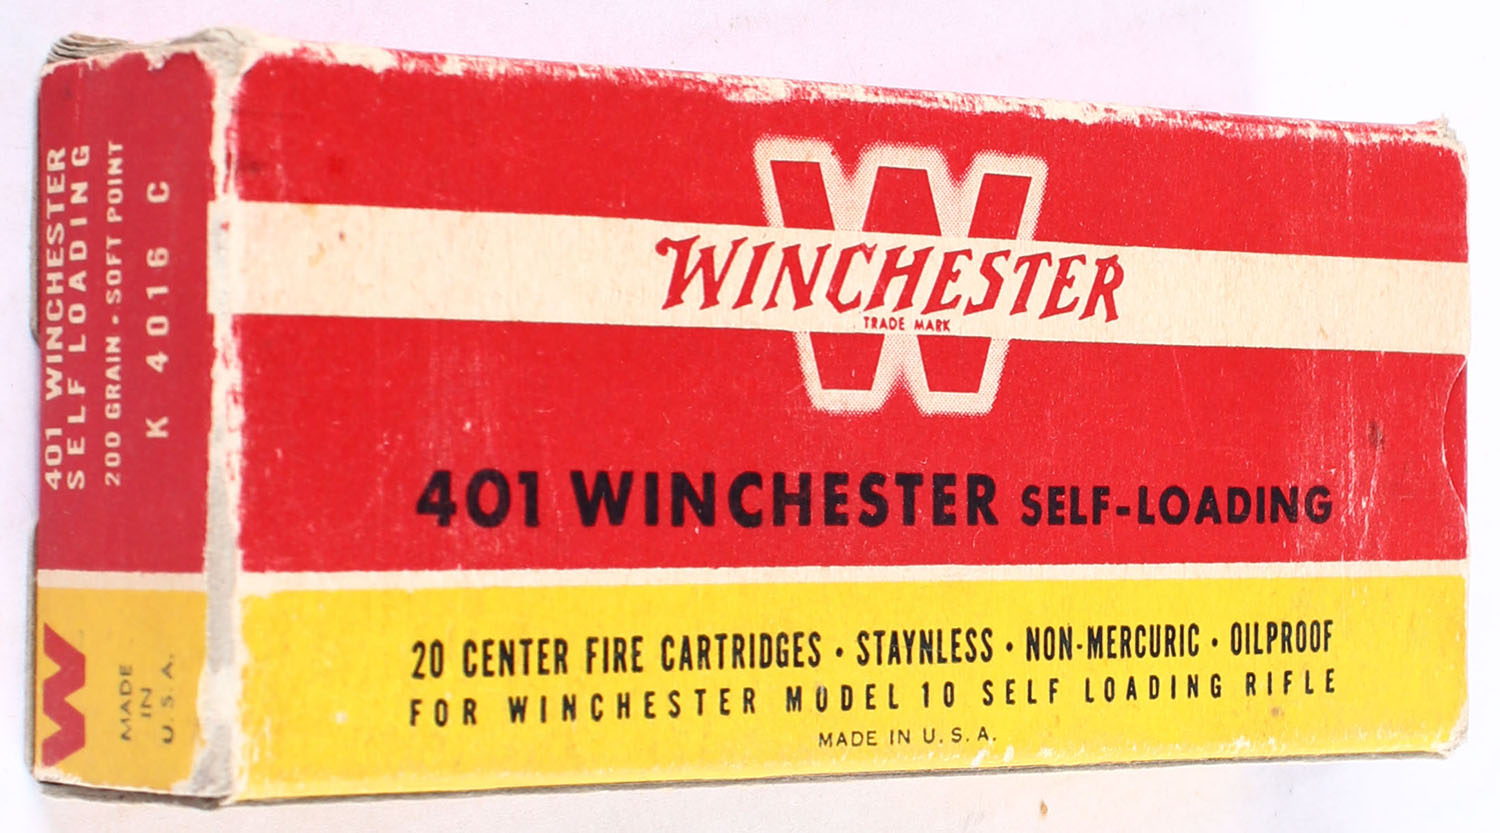 401 WINCHESTER
SELF LOADING
200 GRAIN - SOFT POINT
K 4016 C
W
MADE
IN
U.S.A.
W
WINCHESTER
TRADE MARK
401 WINCHESTER SELF-LOADING
20 CENTER FIRE CARTRIDGES · STAYNLESS · NON-MERCURIC · OILPROOF
FOR WINCHESTER MODEL 10 SELF LOADING RIFLE
MADE IN U.S.A.